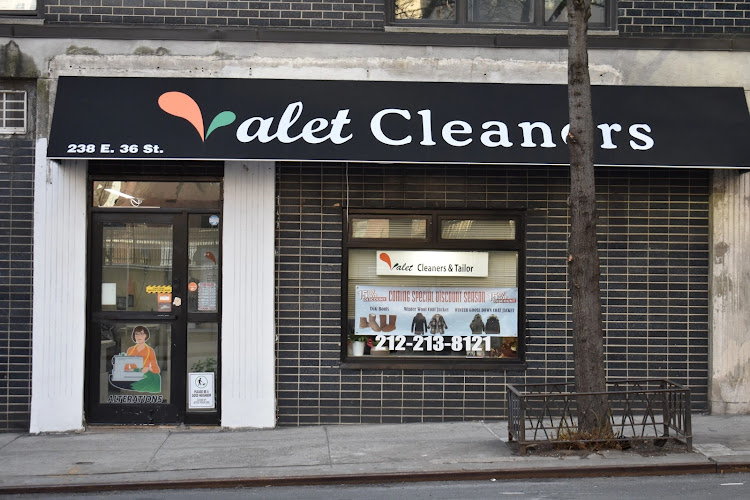 Valet Cleaners
238 E. 36 St.
Valet Cleaners & Tailor
COMING SPECIAL DISCOUNT SEASON
212-213-8121
ALTERATIONS